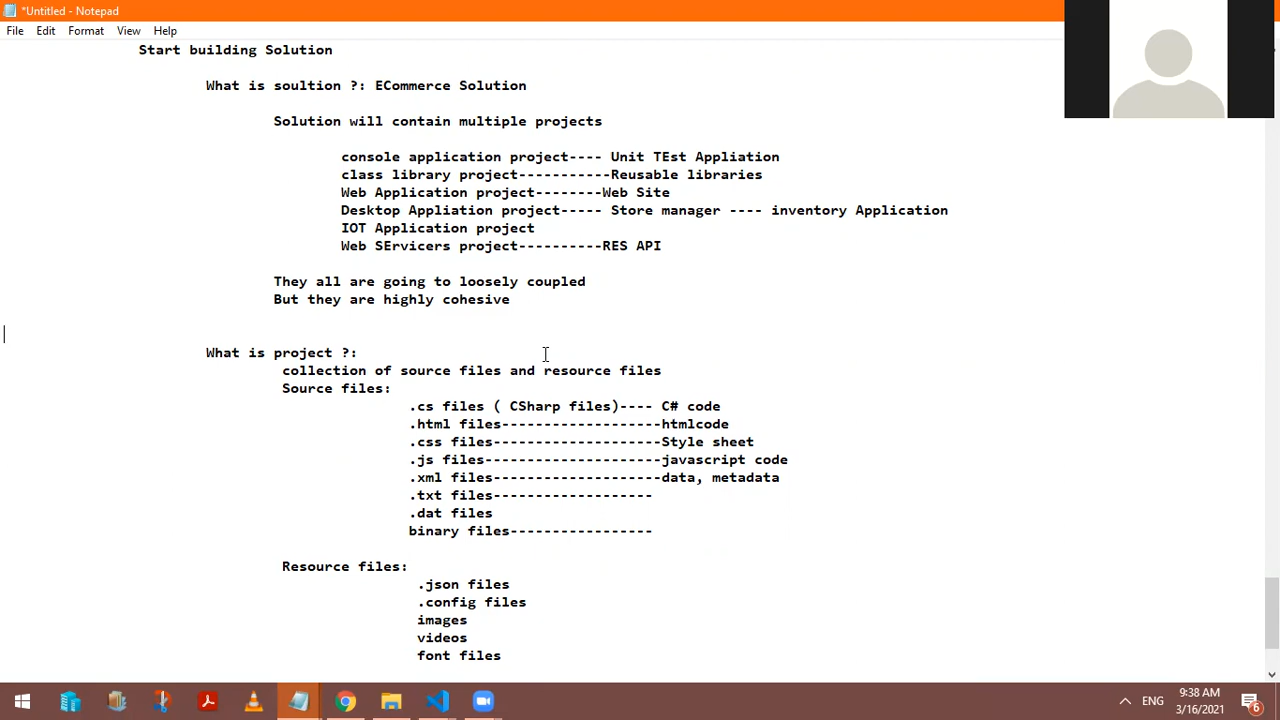 *Untitled - Notepad
File Edit Format View Help
Start building Solution
What is soultion ?: ECommerce Solution
Solution will contain multiple projects
console application project---- Unit TEst Appliation
class library project-----------Reusable libraries
Web Application project--------Web Site
Desktop Appliation project----- Store manager ---- inventory Application
IOT Application project
Web SErvicers project----------RES API
They all are going to loosely coupled
But they are highly cohesive
What is project ?:
collection of source files and resource files
Source files:
.cs files ( CSharp files)---- C# code
.html files-------------------htmlcode
.css files--------------------Style sheet
.js files---------------------javascript code
.xml files--------------------data, metadata
.txt files-------------------
.dat files
binary files-----------------
Resource files:
.json files
.config files
images
videos
font files
ENG
9:38 AM
3/16/2021
6